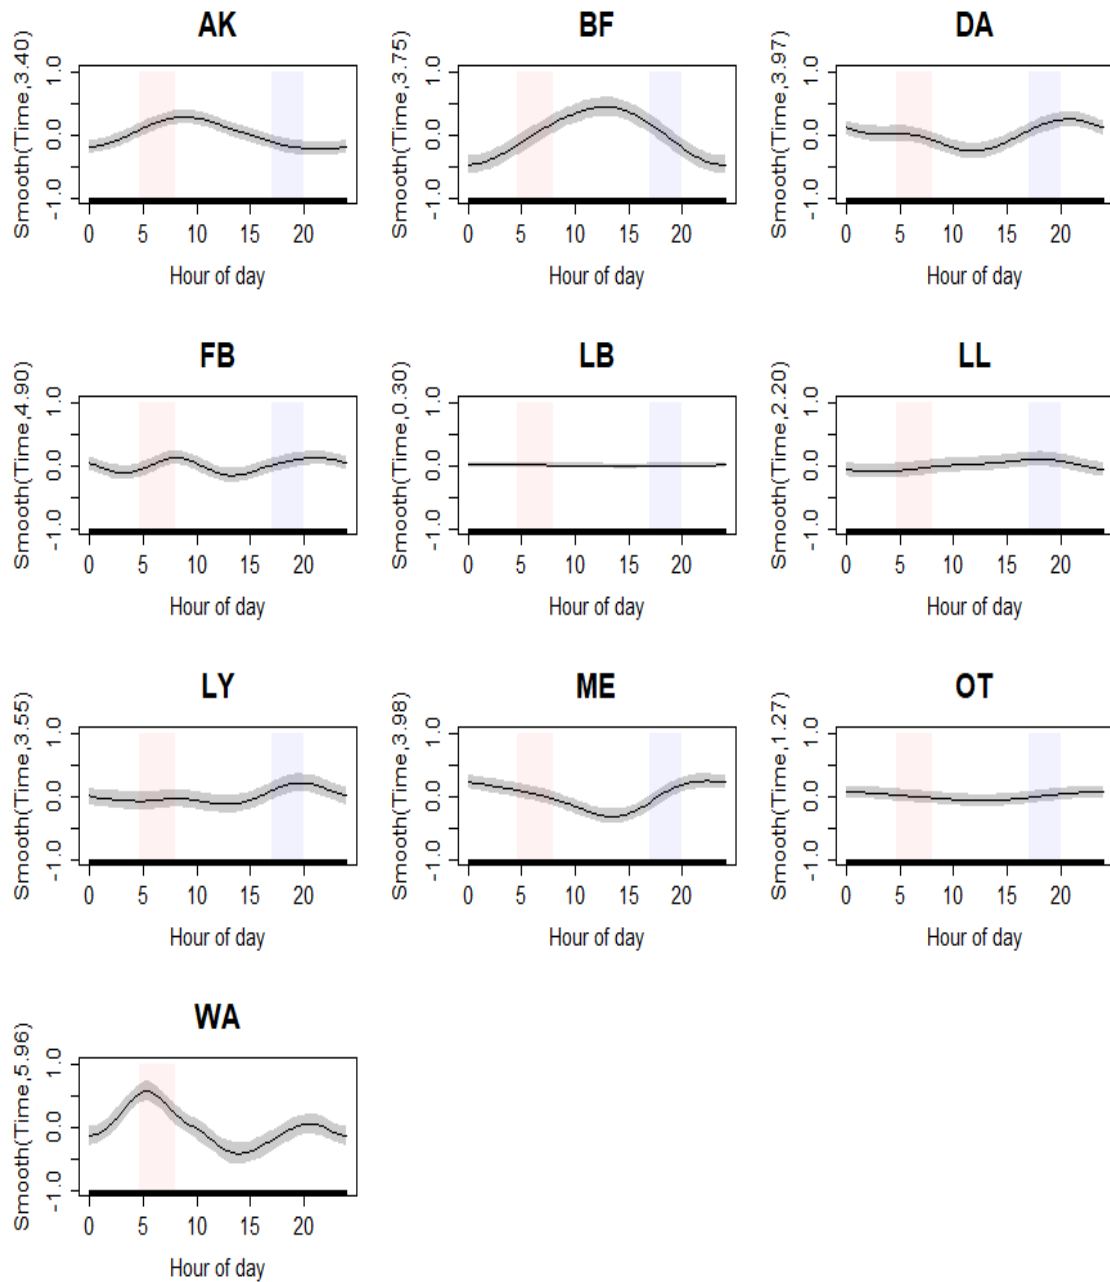 AK
Smooth(Time,3.40)
1.0
0.0
-1.0
0 5 10 15 20
Hour of day
BF
Smooth(Time,3.75)
1.0
0.0
-1.0
0 5 10 15 20
Hour of day
DA
Smooth(Time,3.97)
1.0
0.0
-1.0
0 5 10 15 20
Hour of day
FB
Smooth(Time,4.90)
1.0
0.0
-1.0
0 5 10 15 20
Hour of day
LB
Smooth(Time,0.30)
1.0
0.0
-1.0
0 5 10 15 20
Hour of day
LL
Smooth(Time,2.20)
1.0
0.0
-1.0
0 5 10 15 20
Hour of day
LY
Smooth(Time,3.55)
1.0
0.0
-1.0
0 5 10 15 20
Hour of day
ME
Smooth(Time,3.98)
1.0
0.0
-1.0
0 5 10 15 20
Hour of day
OT
Smooth(Time,1.27)
1.0
0.0
-1.0
0 5 10 15 20
Hour of day
WA
Smooth(Time,5.96)
1.0
0.0
-1.0
0 5 10 15 20
Hour of day